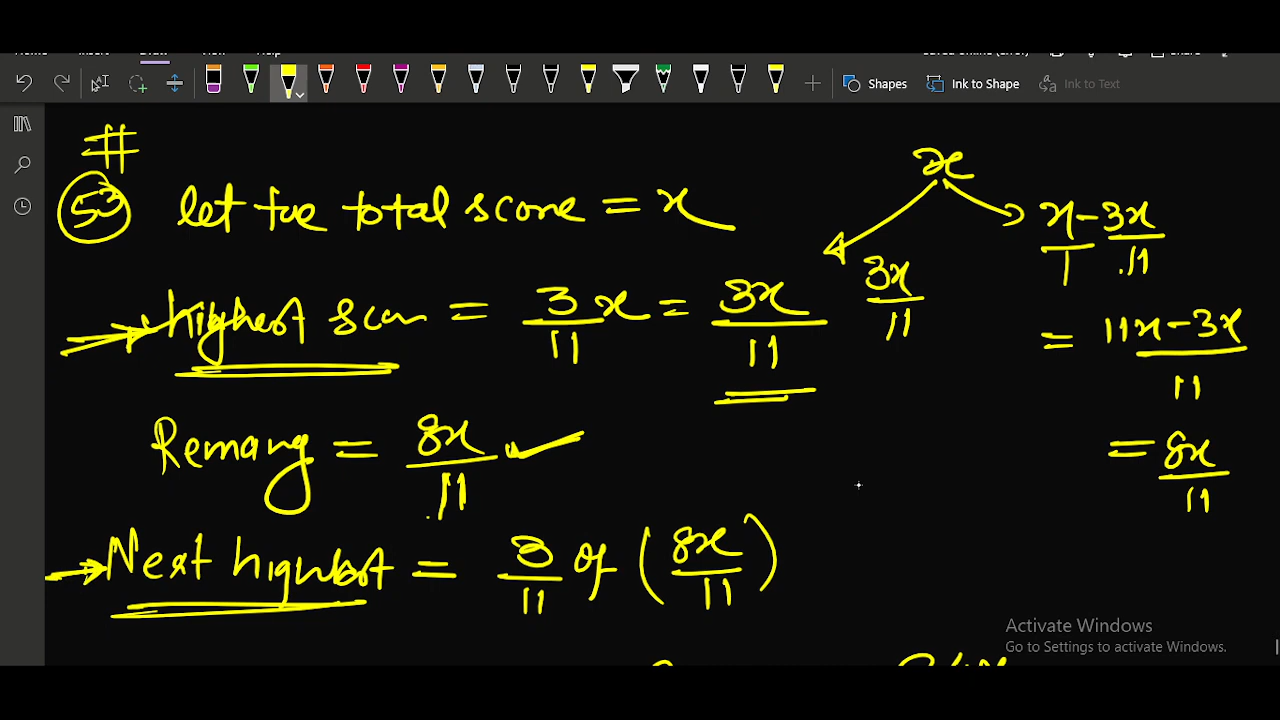 Shapes
Ink to Shape
Ink to Text
#
53 let the total score = x
x
3x/11
x/1 - 3x/11
Highest scor = 3/11 x = 3x/11
= 11x - 3x/11
Remang = 8x/11
= 8x/11
Next highest = 3/11 of (8x/11)
Activate Windows
Go to Settings to activate Windows.